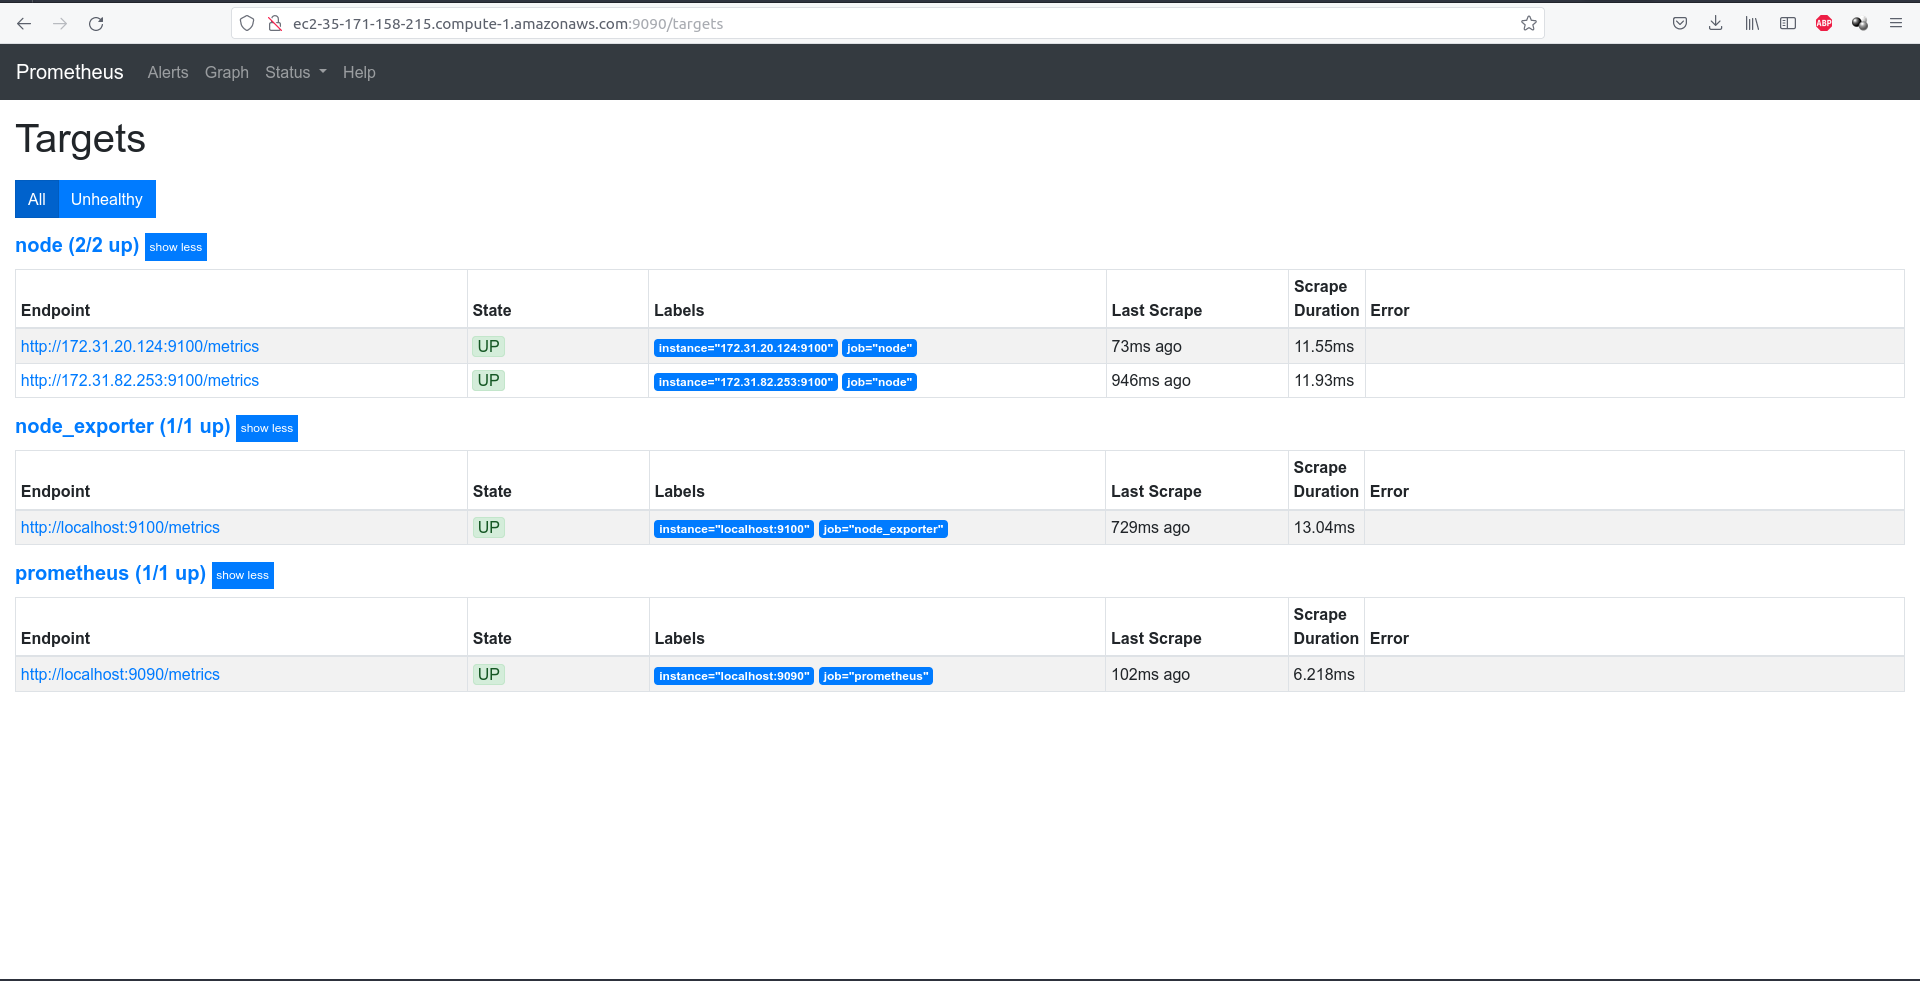 ec2-35-171-158-215.compute-1.amazonaws.com:9090/targets
ABP
Prometheus Alerts Graph Status Help
Targets
All Unhealthy
node (2/2 up) show less
Endpoint State Labels Last Scrape Scrape Duration Error
http://172.31.20.124:9100/metrics UP instance="172.31.20.124:9100" job="node" 73ms ago 11.55ms
http://172.31.82.253:9100/metrics UP instance="172.31.82.253:9100" job="node" 946ms ago 11.93ms
node_exporter (1/1 up) show less
Endpoint State Labels Last Scrape Scrape Duration Error
http://localhost:9100/metrics UP instance="localhost:9100" job="node_exporter" 729ms ago 13.04ms
prometheus (1/1 up) show less
Endpoint State Labels Last Scrape Scrape Duration Error
http://localhost:9090/metrics UP instance="localhost:9090" job="prometheus" 102ms ago 6.218ms